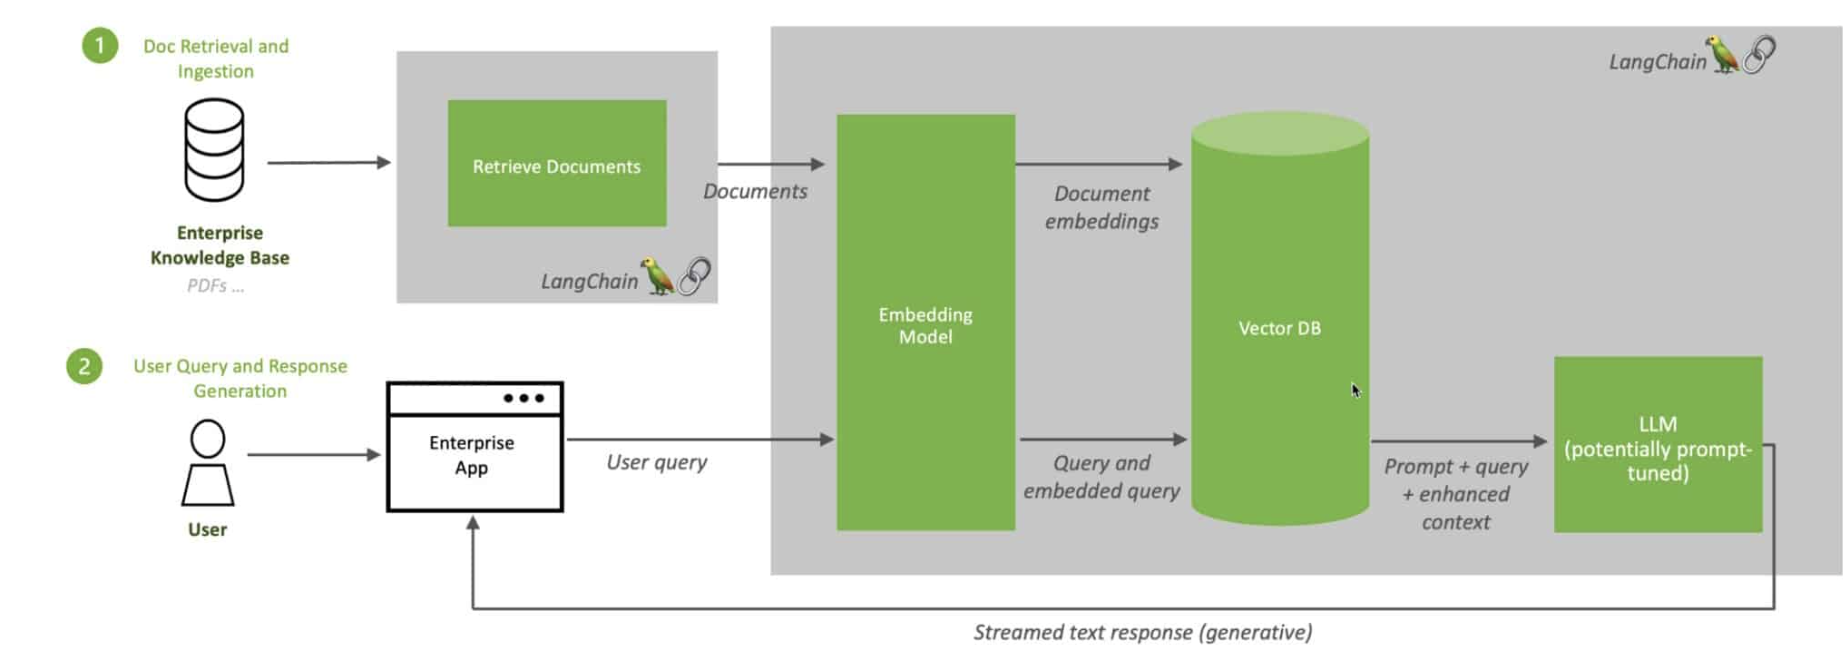 1
Doc Retrieval and
Ingestion
Enterprise
Knowledge Base
PDFs ...
Retrieve Documents
LangChain
Documents
LangChain
Embedding
Model
Document
embeddings
Vector DB
2
User Query and Response
Generation
User
Enterprise
App
User query
Query and
embedded query
Prompt + query
+ enhanced
context
LLM
(potentially prompt-
tuned)
Streamed text response (generative)